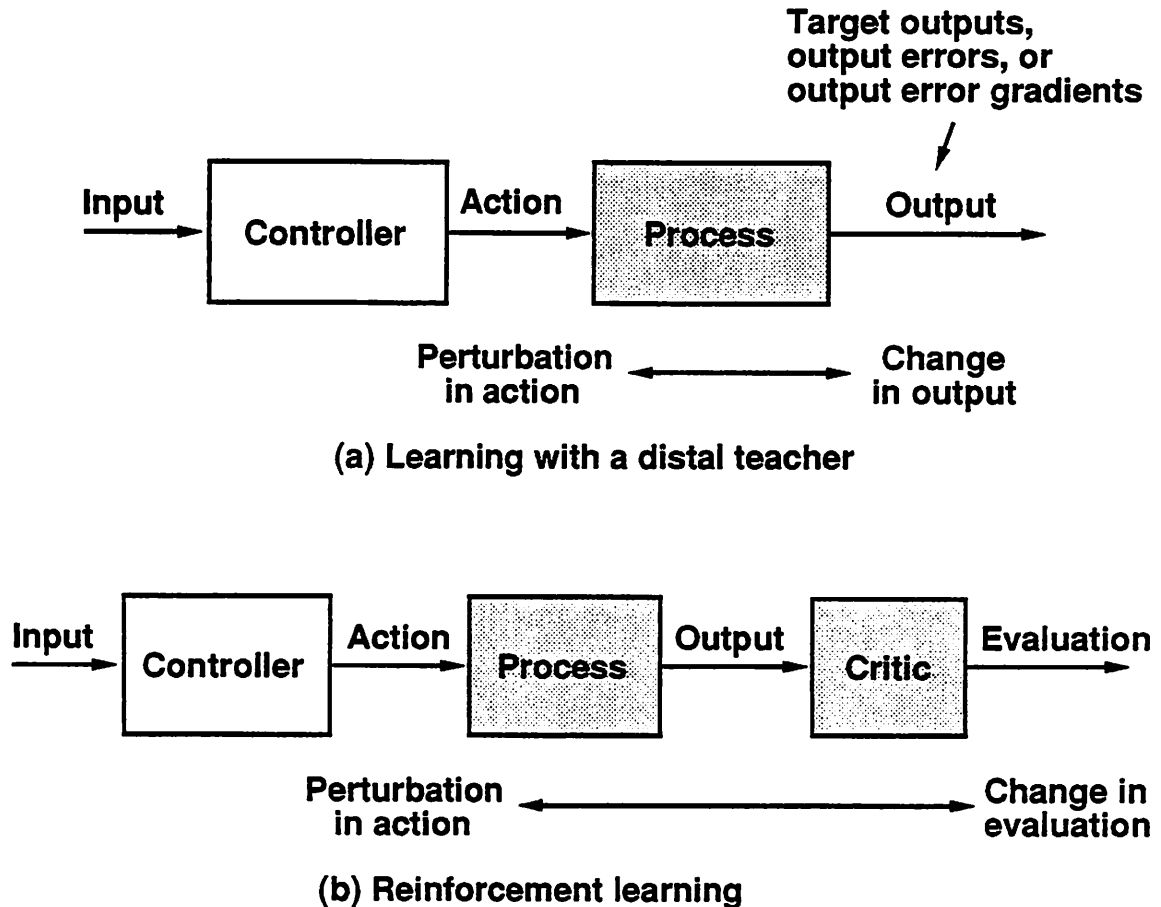 Target outputs,
output errors, or
output error gradients
Input
Controller
Action
Process
Output
Perturbation
in action
Change
in output
(a) Learning with a distal teacher
Input
Controller
Action
Process
Output
Critic
Evaluation
Perturbation
in action
Change in
evaluation
(b) Reinforcement learning